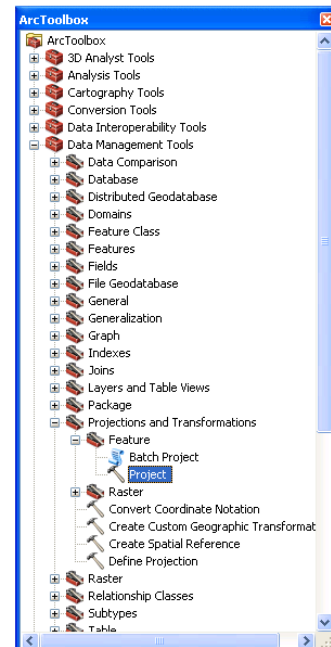 ArcToolbox
ArcToolbox
3D Analyst Tools
Analysis Tools
Cartography Tools
Conversion Tools
Data Interoperability Tools
Data Management Tools
Data Comparison
Database
Distributed Geodatabase
Domains
Feature Class
Features
Fields
File Geodatabase
General
Generalization
Graph
Indexes
Joins
Layers and Table Views
Package
Projections and Transformations
Feature
Batch Project
Project
Raster
Convert Coordinate Notation
Create Custom Geographic Transformat
Create Spatial Reference
Define Projection
Raster
Relationship Classes
Subtypes
Table